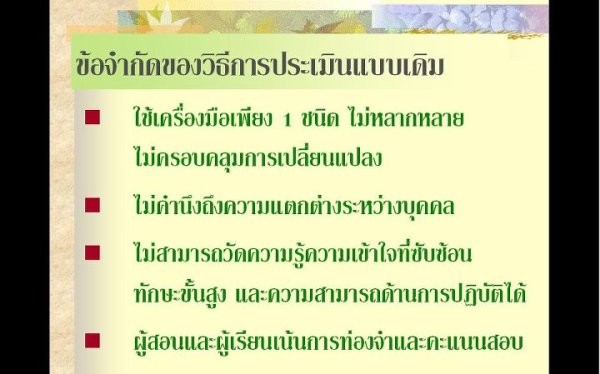 ข้อจำกัดของวิธีการประเมินแบบเดิม
ใช้เครื่องมือเพียง 1 ชนิด ไม่หลากหลาย
ไม่ครอบคลุมการเปลี่ยนแปลง
ไม่คำนึงถึงความแตกต่างระหว่างบุคคล
ไม่สามารถวัดความรู้ความเข้าใจที่ซับซ้อน
ทักษะขั้นสูง และความสามารถด้านการปฏิบัติได้
ผู้สอนและผู้เรียนเน้นการท่องจำและคะแนนสอบ